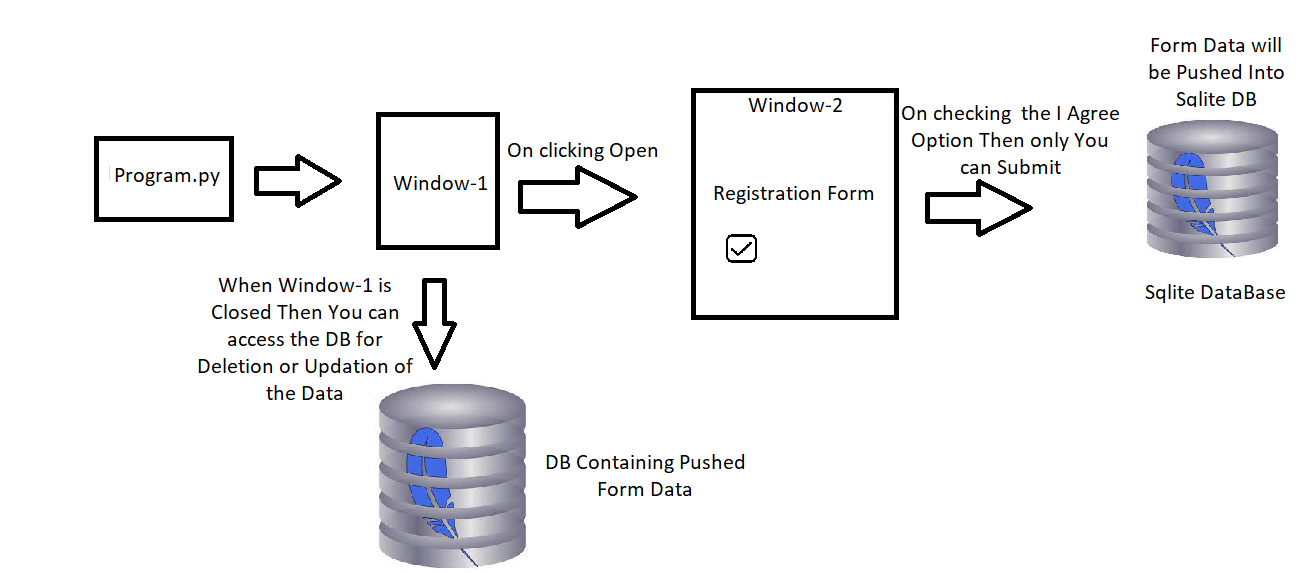 Program.py
Window-1
On clicking Open
Window-2
Registration Form
On checking the I Agree
Option Then only You
can Submit
Form Data will
be Pushed Into
Sqlite DB
Sqlite DataBase
When Window-1 is
Closed Then You can
access the DB for
Deletion or Updation of
the Data
DB Containing Pushed
Form Data